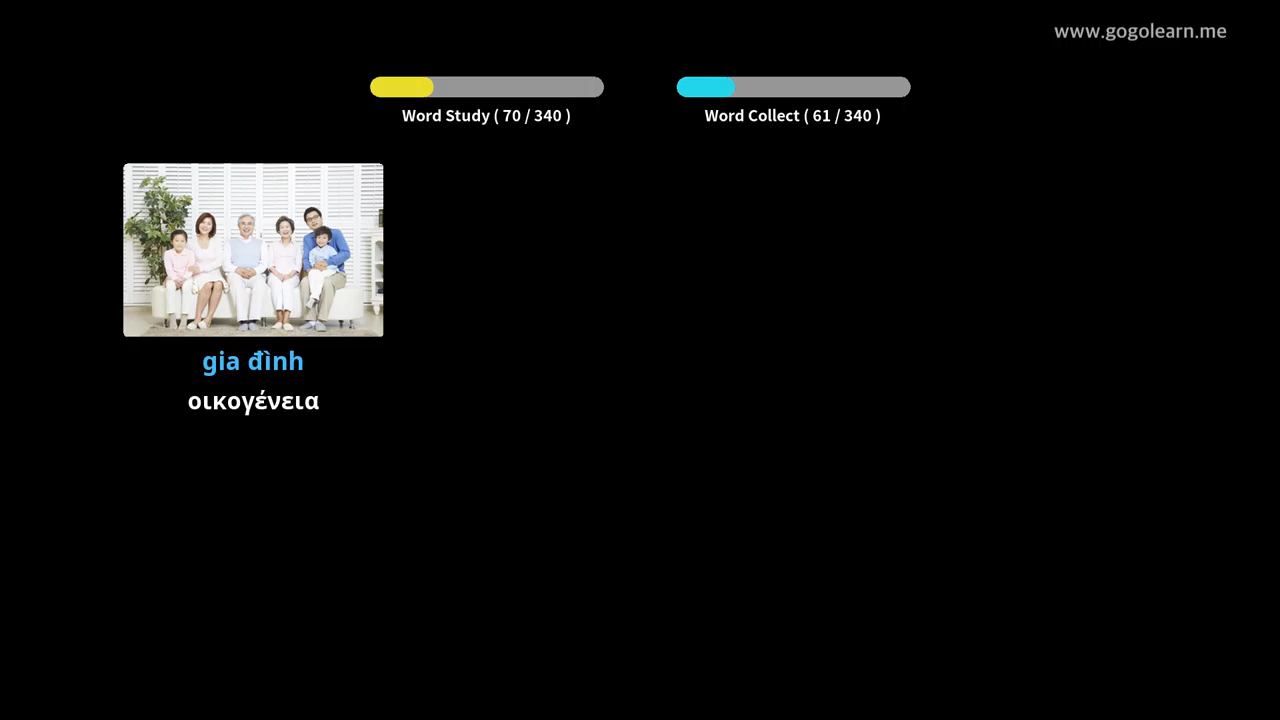 www.gogolearn.me
Word Study ( 70 / 340 )
Word Collect ( 61 / 340 )
gia đình
οικογένεια